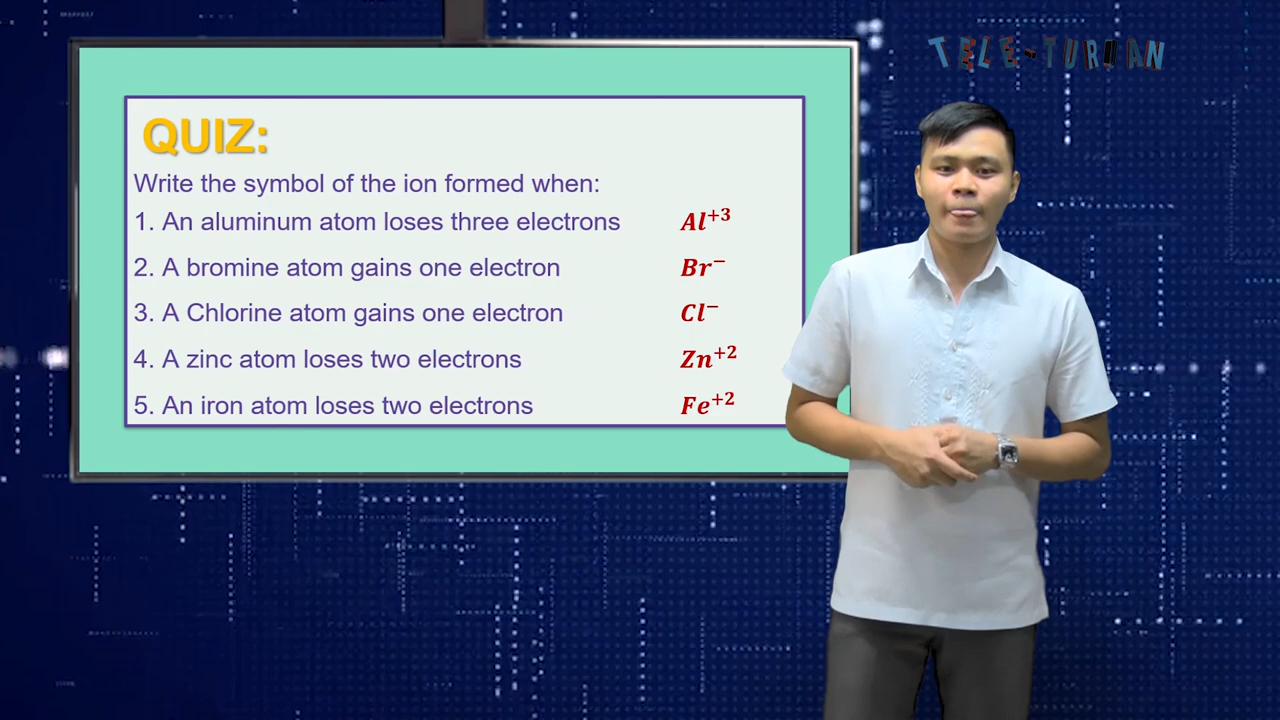 TELE-TURUAN
QUIZ:
Write the symbol of the ion formed when:
1. An aluminum atom loses three electrons Al⁺³
2. A bromine atom gains one electron Br⁻
3. A Chlorine atom gains one electron Cl⁻
4. A zinc atom loses two electrons Zn⁺²
5. An iron atom loses two electrons Fe⁺²